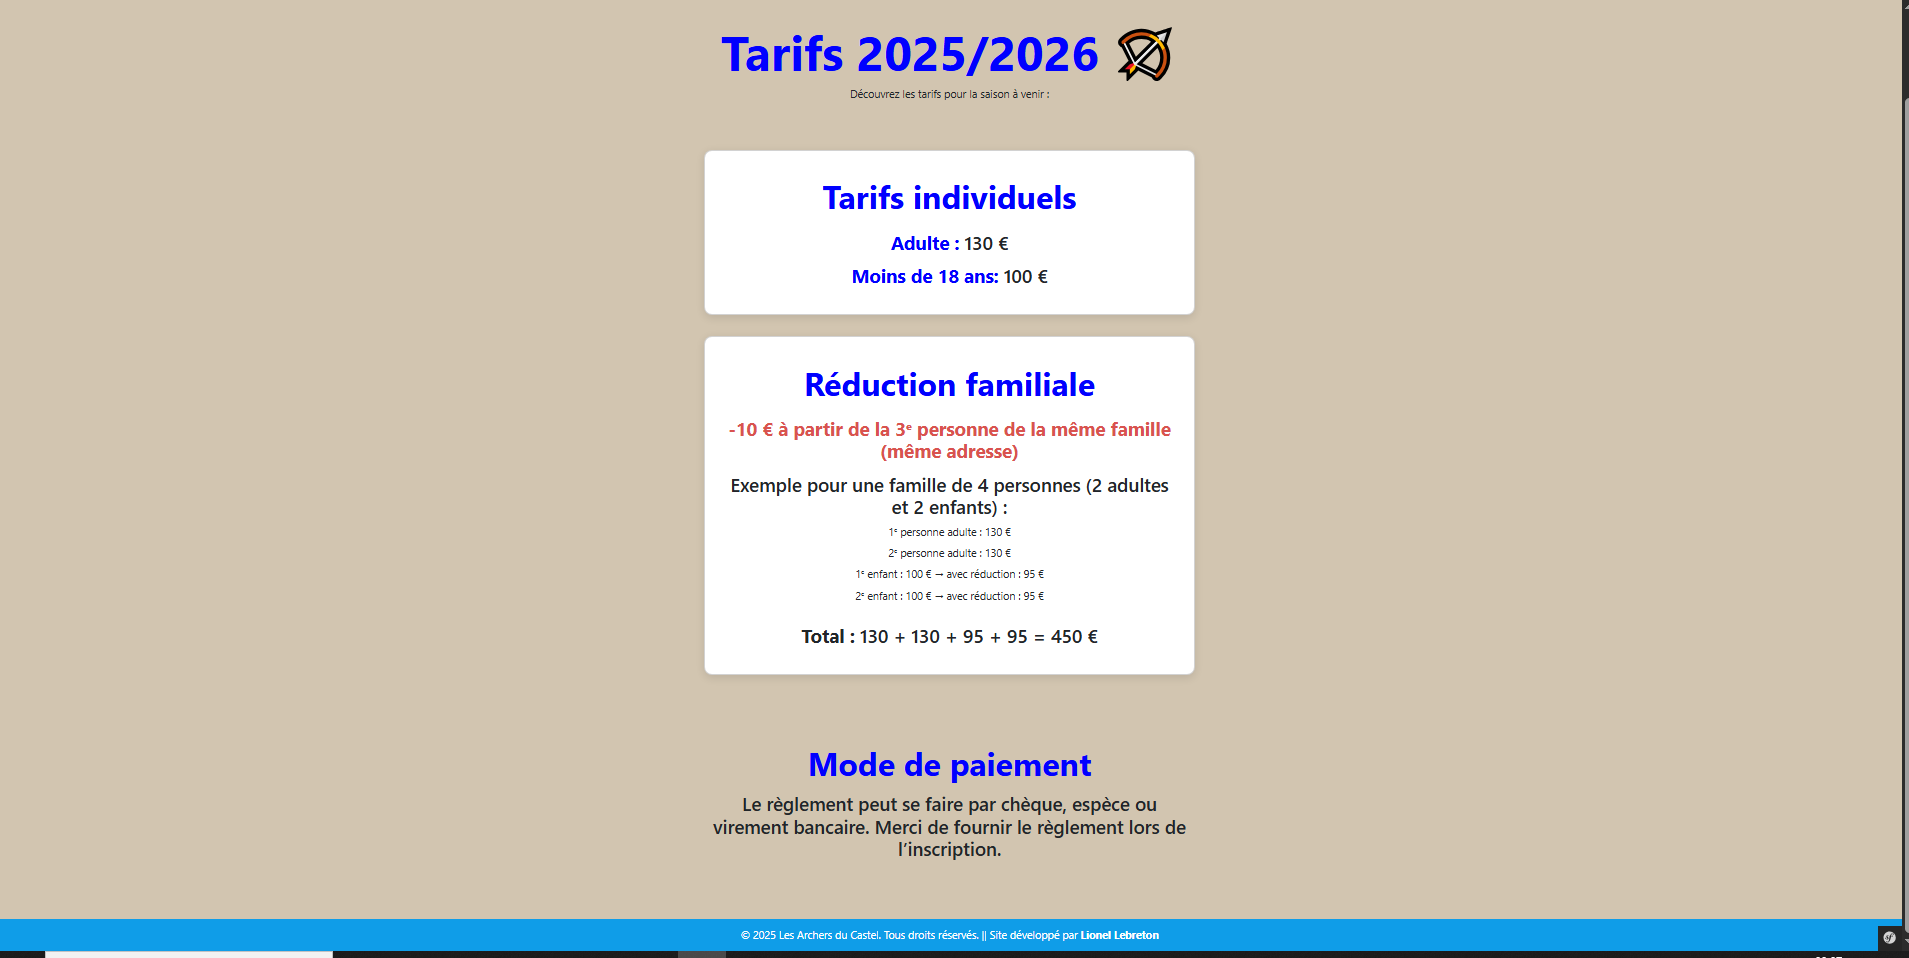 Tarifs 2025/2026
Découvrez les tarifs pour la saison à venir :
Tarifs individuels
Adulte : 130 €
Moins de 18 ans: 100 €
Réduction familiale
-10 € à partir de la 3ᵉ personne de la même famille
(même adresse)
Exemple pour une famille de 4 personnes (2 adultes
et 2 enfants) :
1ᵉ personne adulte : 130 €
2ᵉ personne adulte : 130 €
1ᵉ enfant : 100 € → avec réduction : 95 €
2ᵉ enfant : 100 € → avec réduction : 95 €
Total : 130 + 130 + 95 + 95 = 450 €
Mode de paiement
Le règlement peut se faire par chèque, espèce ou
virement bancaire. Merci de fournir le règlement lors de
l’inscription.
© 2025 Les Archers du Castel. Tous droits réservés. || Site développé par Lionel Lebreton